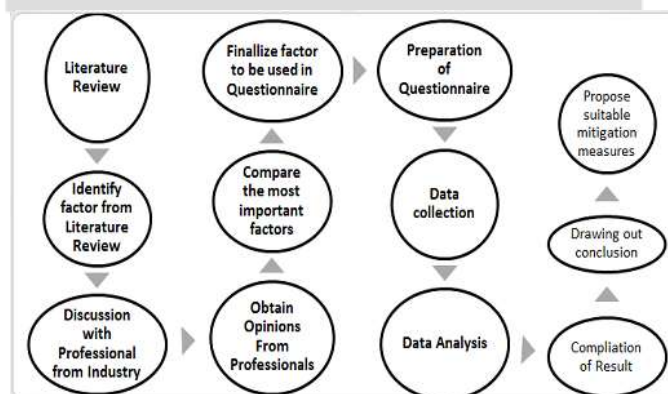 Literature
Review
Identify factor from
Literature
Review
Discussion
with
Professional
from Industry
Obtain
Opinions
From
Professionals
Compare
the most
important
factors
Finallize factor
to be used in
Questionnaire
Preparation
of
Questionnaire
Data
collection
Data Analysis
Compliation
of Result
Drawing out
conclusion
Propose
suitable
mitigation
measures